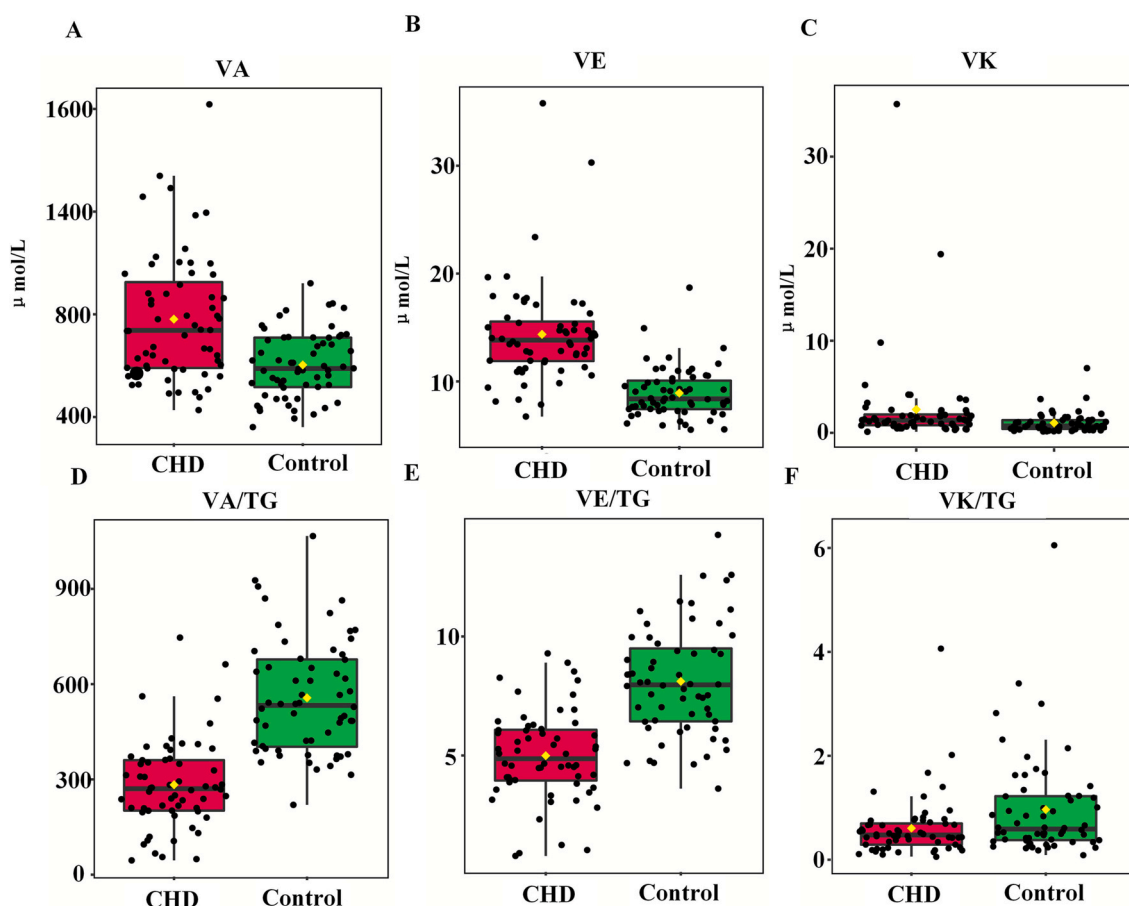 A
B
C
VA
VE
VK
μ mol/L
1600
1400
800
400
μ mol/L
30
20
10
μ mol/L
30
20
10
0
CHD
Control
CHD
Control
CHD
Control
D
E
F
VA/TG
VE/TG
VK/TG
900
600
300
0
10
5
6
4
2
0
CHD
Control
CHD
Control
CHD
Control